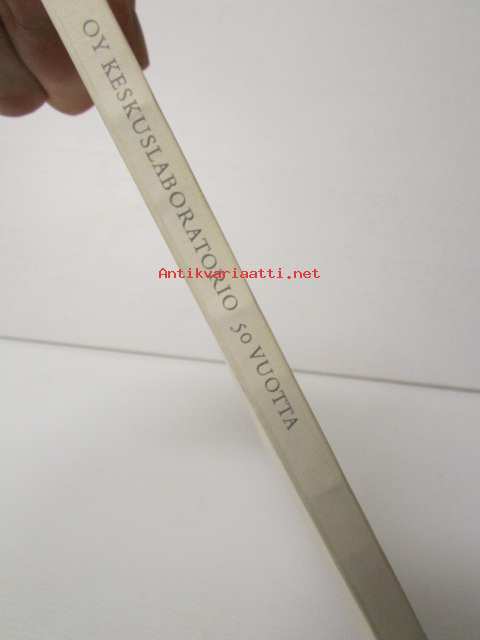 OY KESKUSLABORATORIO 50 VUOTTA
Antikvariaatti.net